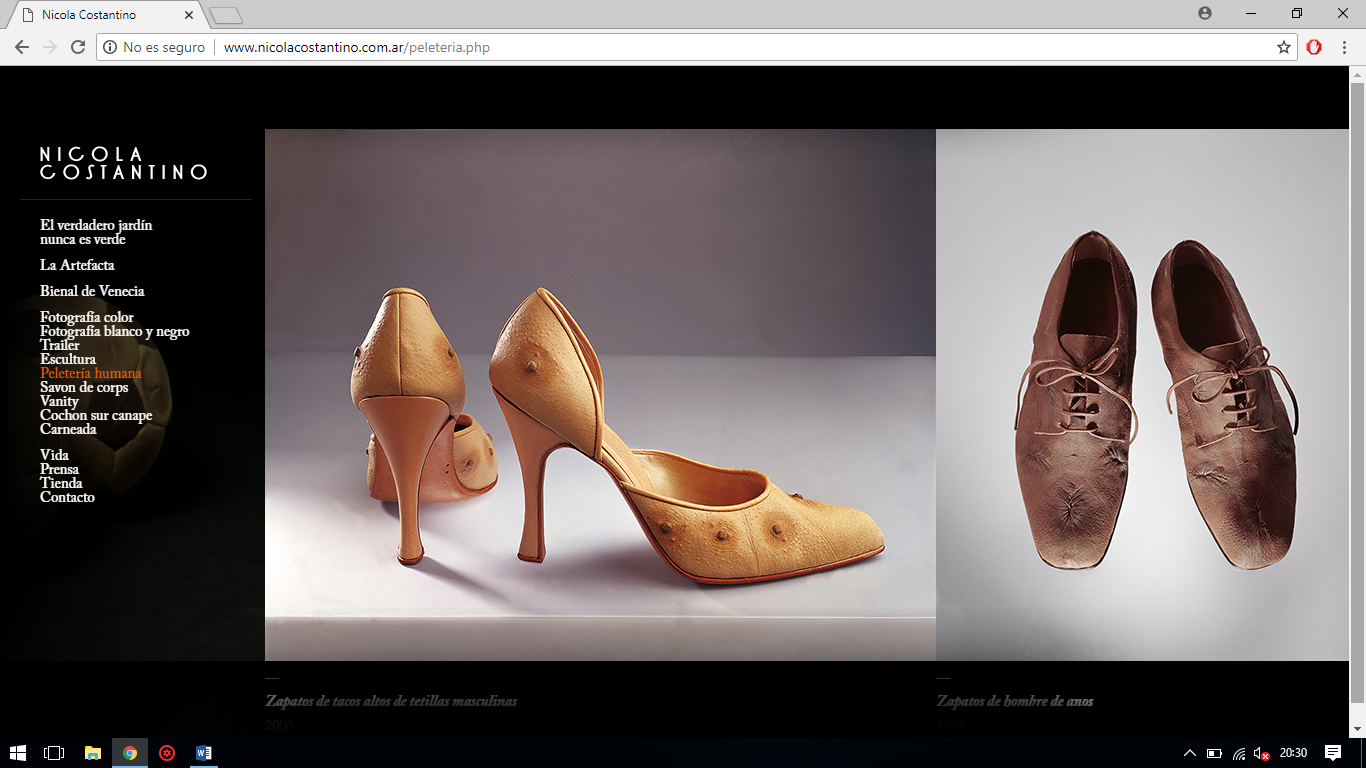 Nicola Costantino
No es seguro
www.nicolacostantino.com.ar/peleteria.php
NICOLA
COSTANTINO
El verdadero jardín
nunca es verde
La Artefacta
Bienal de Venecia
Fotografía color
Fotografía blanco y negro
Trailer
Escultura
Peletería humana
Savon de corps
Vanity
Cochon sur canape
Carneada
Vida
Prensa
Tienda
Contacto
Zapatos de tacos altos de tetillas masculinas
2000
Zapatos de hombre de anos
2000
20:30